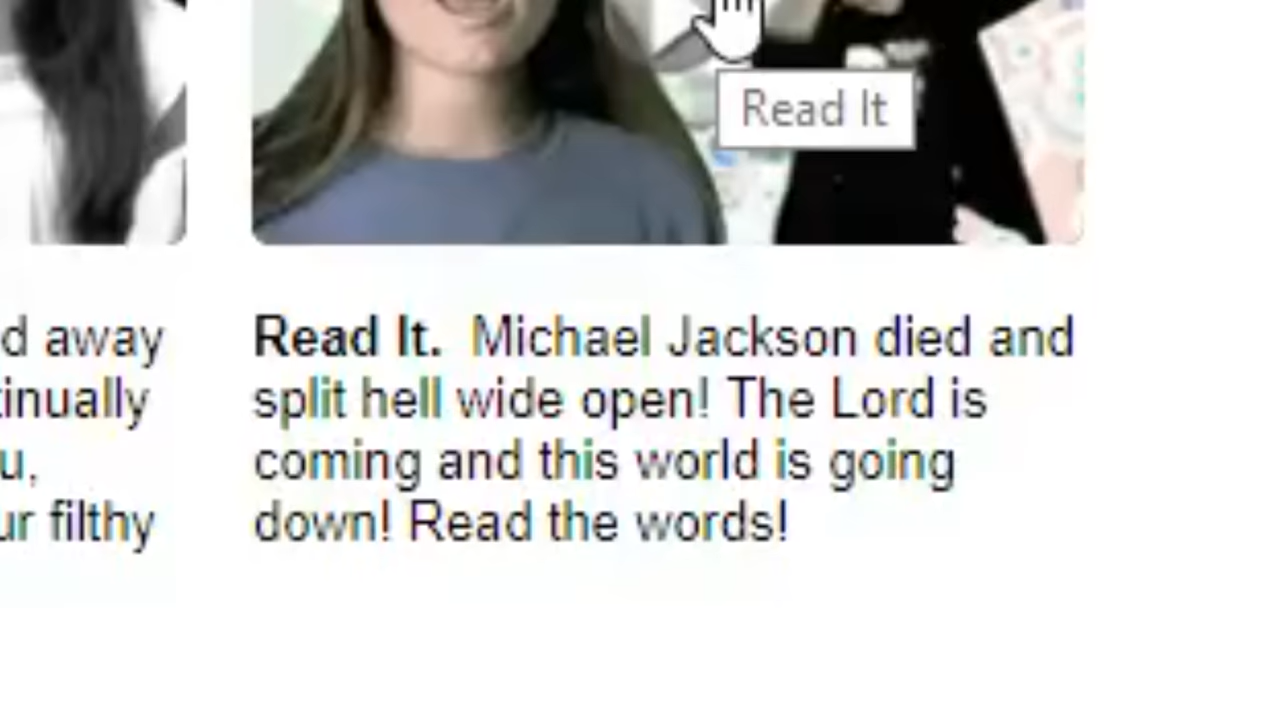 Read It
d away
Read It. Michael Jackson died and
tinually
split hell wide open! The Lord is
u,
coming and this world is going
ur filthy
down! Read the words!